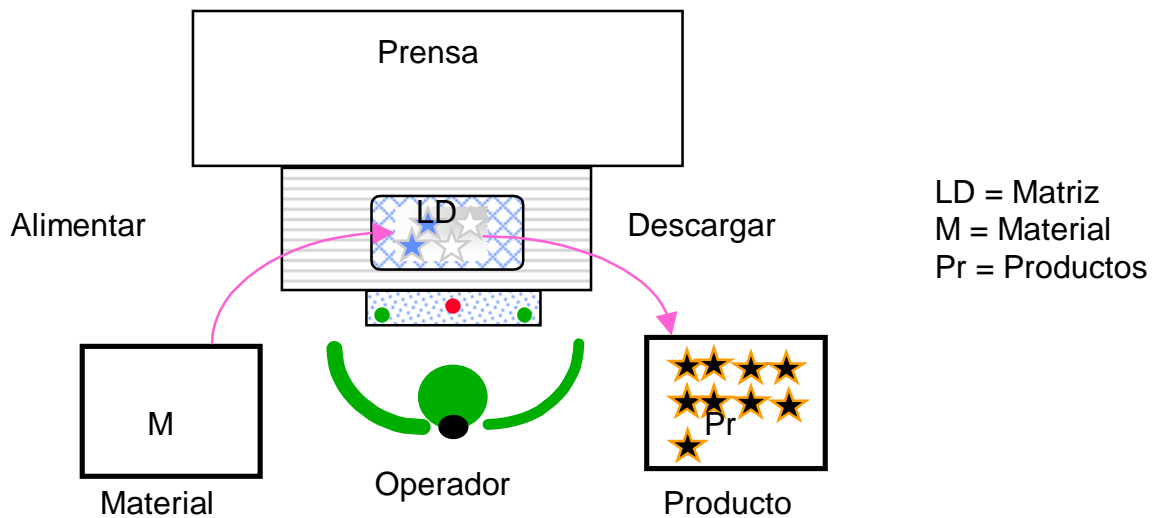 Prensa
LD
Alimentar
Descargar
LD = Matriz
M = Material
Pr = Productos
M
Pr
Operador
Material
Producto